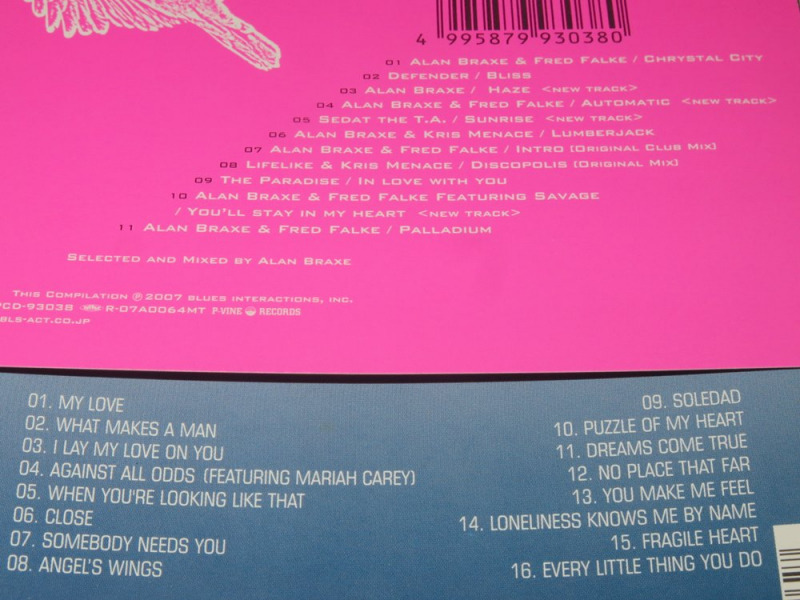 4 995879 930380
01 Alan Braxe & Fred Falke / Chrystal City
02 Defender / Bliss
03 Alan Braxe / Haze <new track>
04 Alan Braxe & Fred Falke / Automatic <new track>
05 Sedat the T.A. / Sunrise <new track>
06 Alan Braxe & Kris Menace / Lumberjack
07 Alan Braxe & Fred Falke / Intro (Original Club Mix)
08 Lifelike & Kris Menace / Discopolis (Original Mix)
09 The Paradise / In love with you
10 Alan Braxe & Fred Falke Featuring Savage
/ You'll stay in my heart <new track>
11 Alan Braxe & Fred Falke / Palladium
Selected and Mixed by Alan Braxe
This Compilation ℗ 2007 blues interactions, inc.
PCD-93038 R-07A0064MT P-VINE RECORDS
BLS-ACT.CO.JP
01. MY LOVE
02. WHAT MAKES A MAN
03. I LAY MY LOVE ON YOU
04. AGAINST ALL ODDS (FEATURING MARIAH CAREY)
05. WHEN YOU'RE LOOKING LIKE THAT
06. CLOSE
07. SOMEBODY NEEDS YOU
08. ANGEL'S WINGS
09. SOLEDAD
10. PUZZLE OF MY HEART
11. DREAMS COME TRUE
12. NO PLACE THAT FAR
13. YOU MAKE ME FEEL
14. LONELINESS KNOWS ME BY NAME
15. FRAGILE HEART
16. EVERY LITTLE THING YOU DO